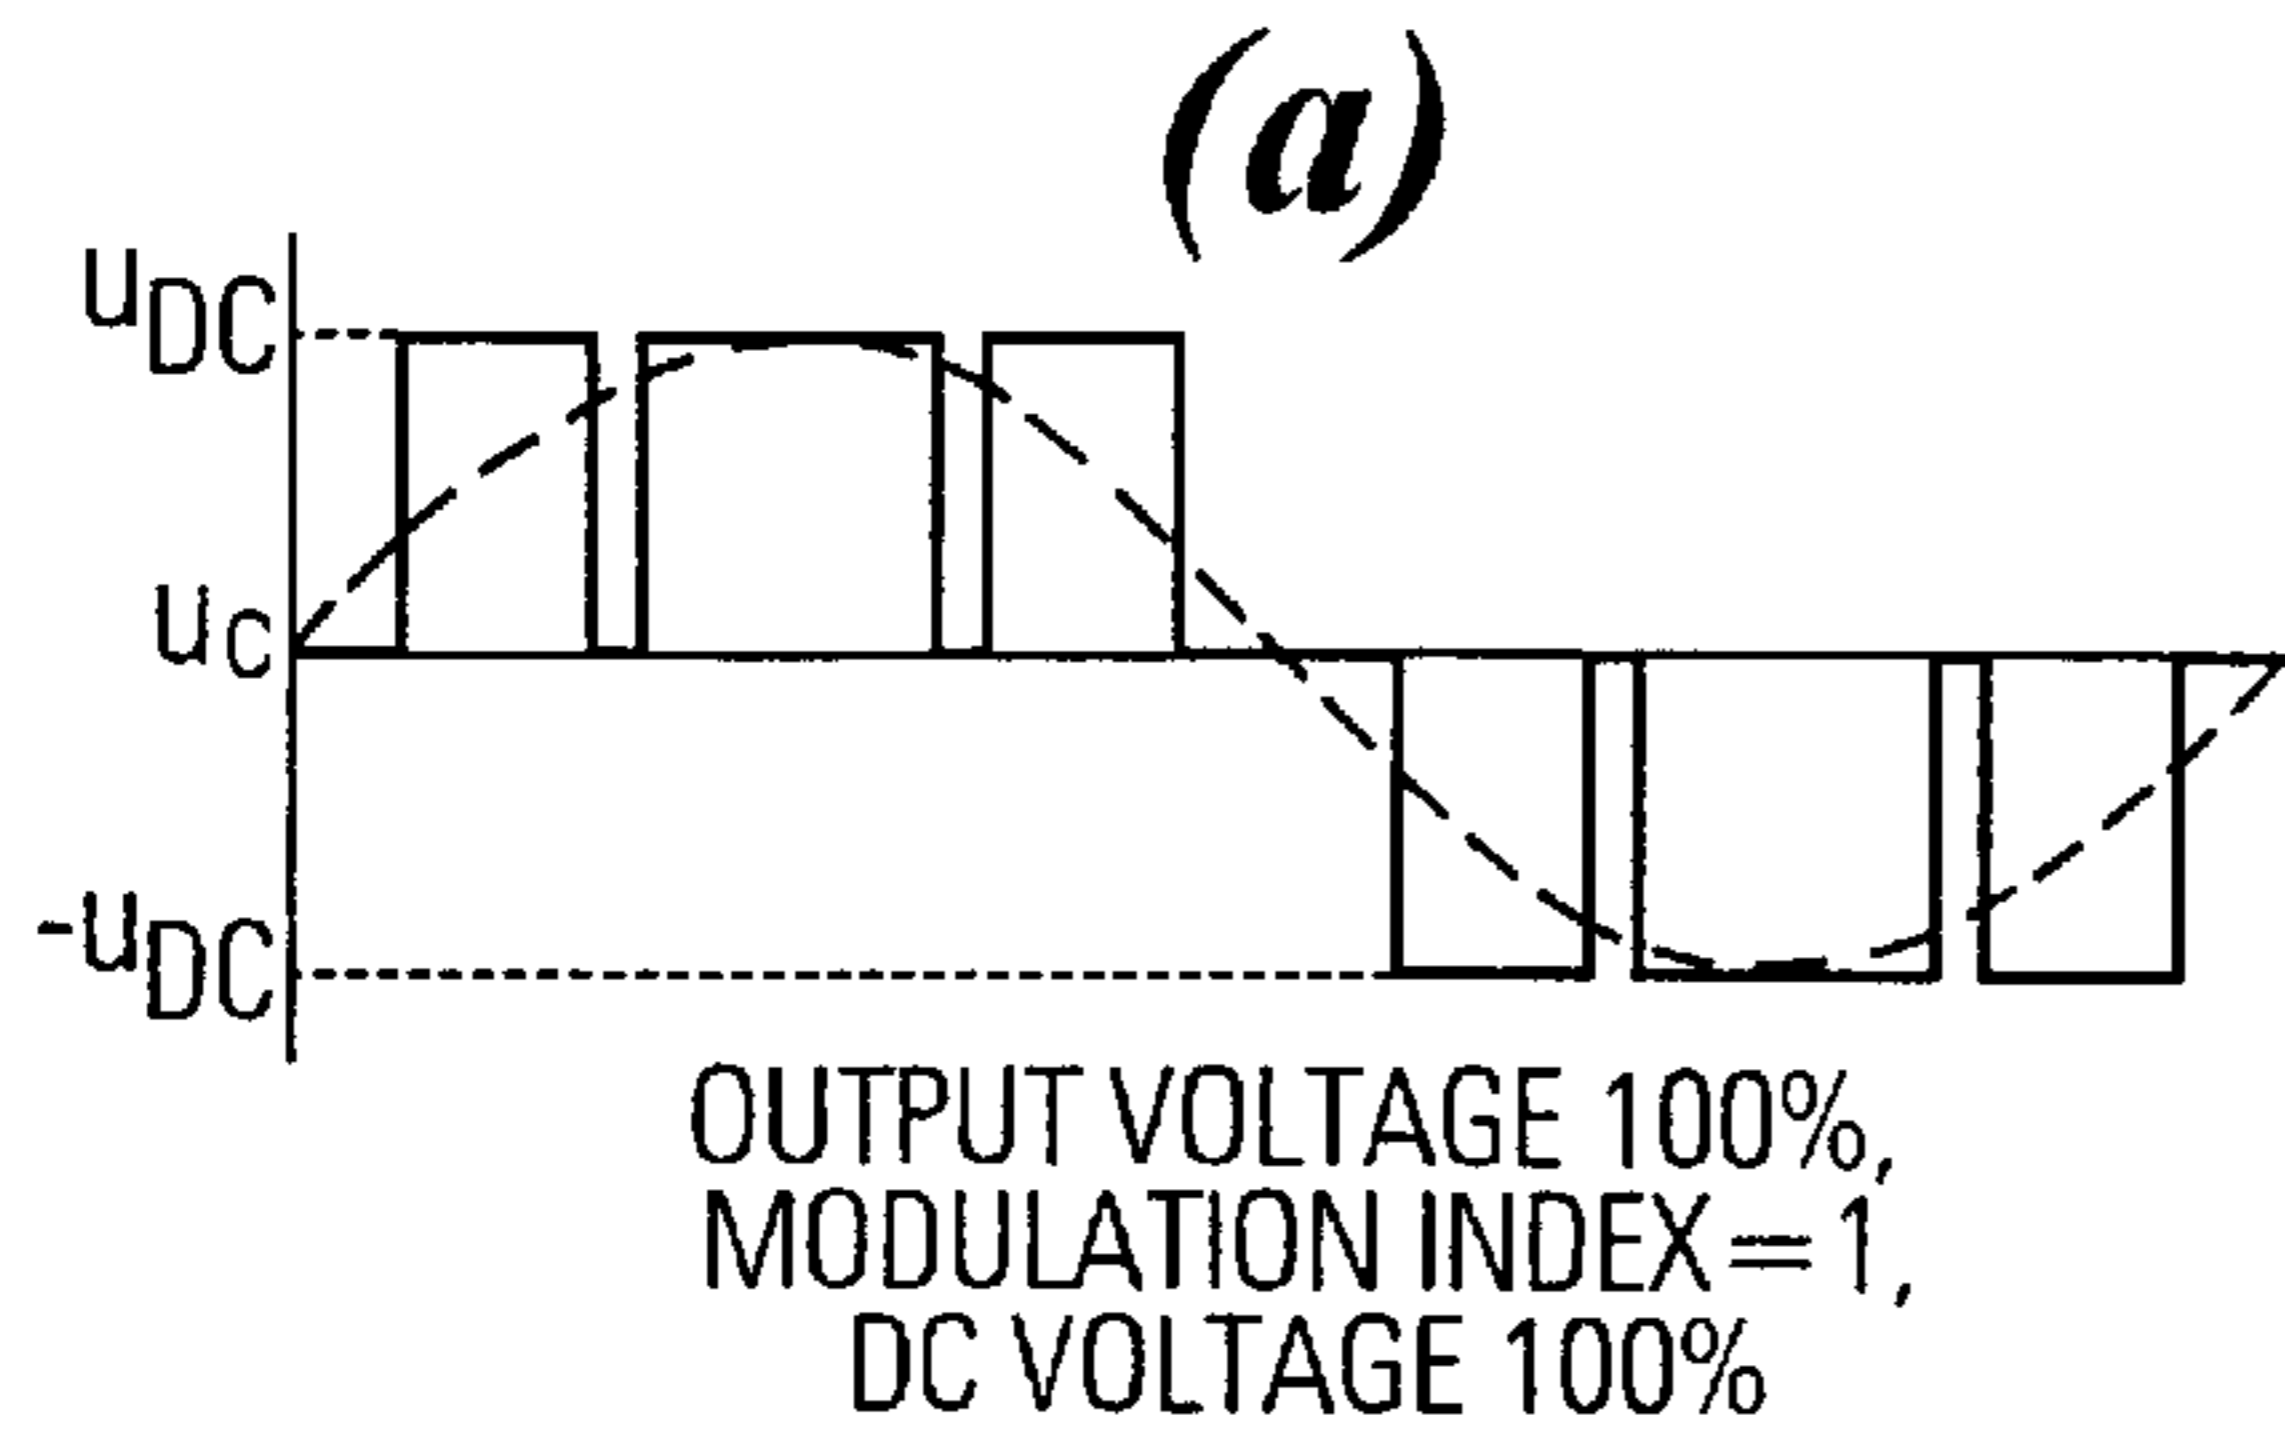 (a)
uDC
uC
-uDC
OUTPUT VOLTAGE 100%,
MODULATION INDEX=1,
DC VOLTAGE 100%